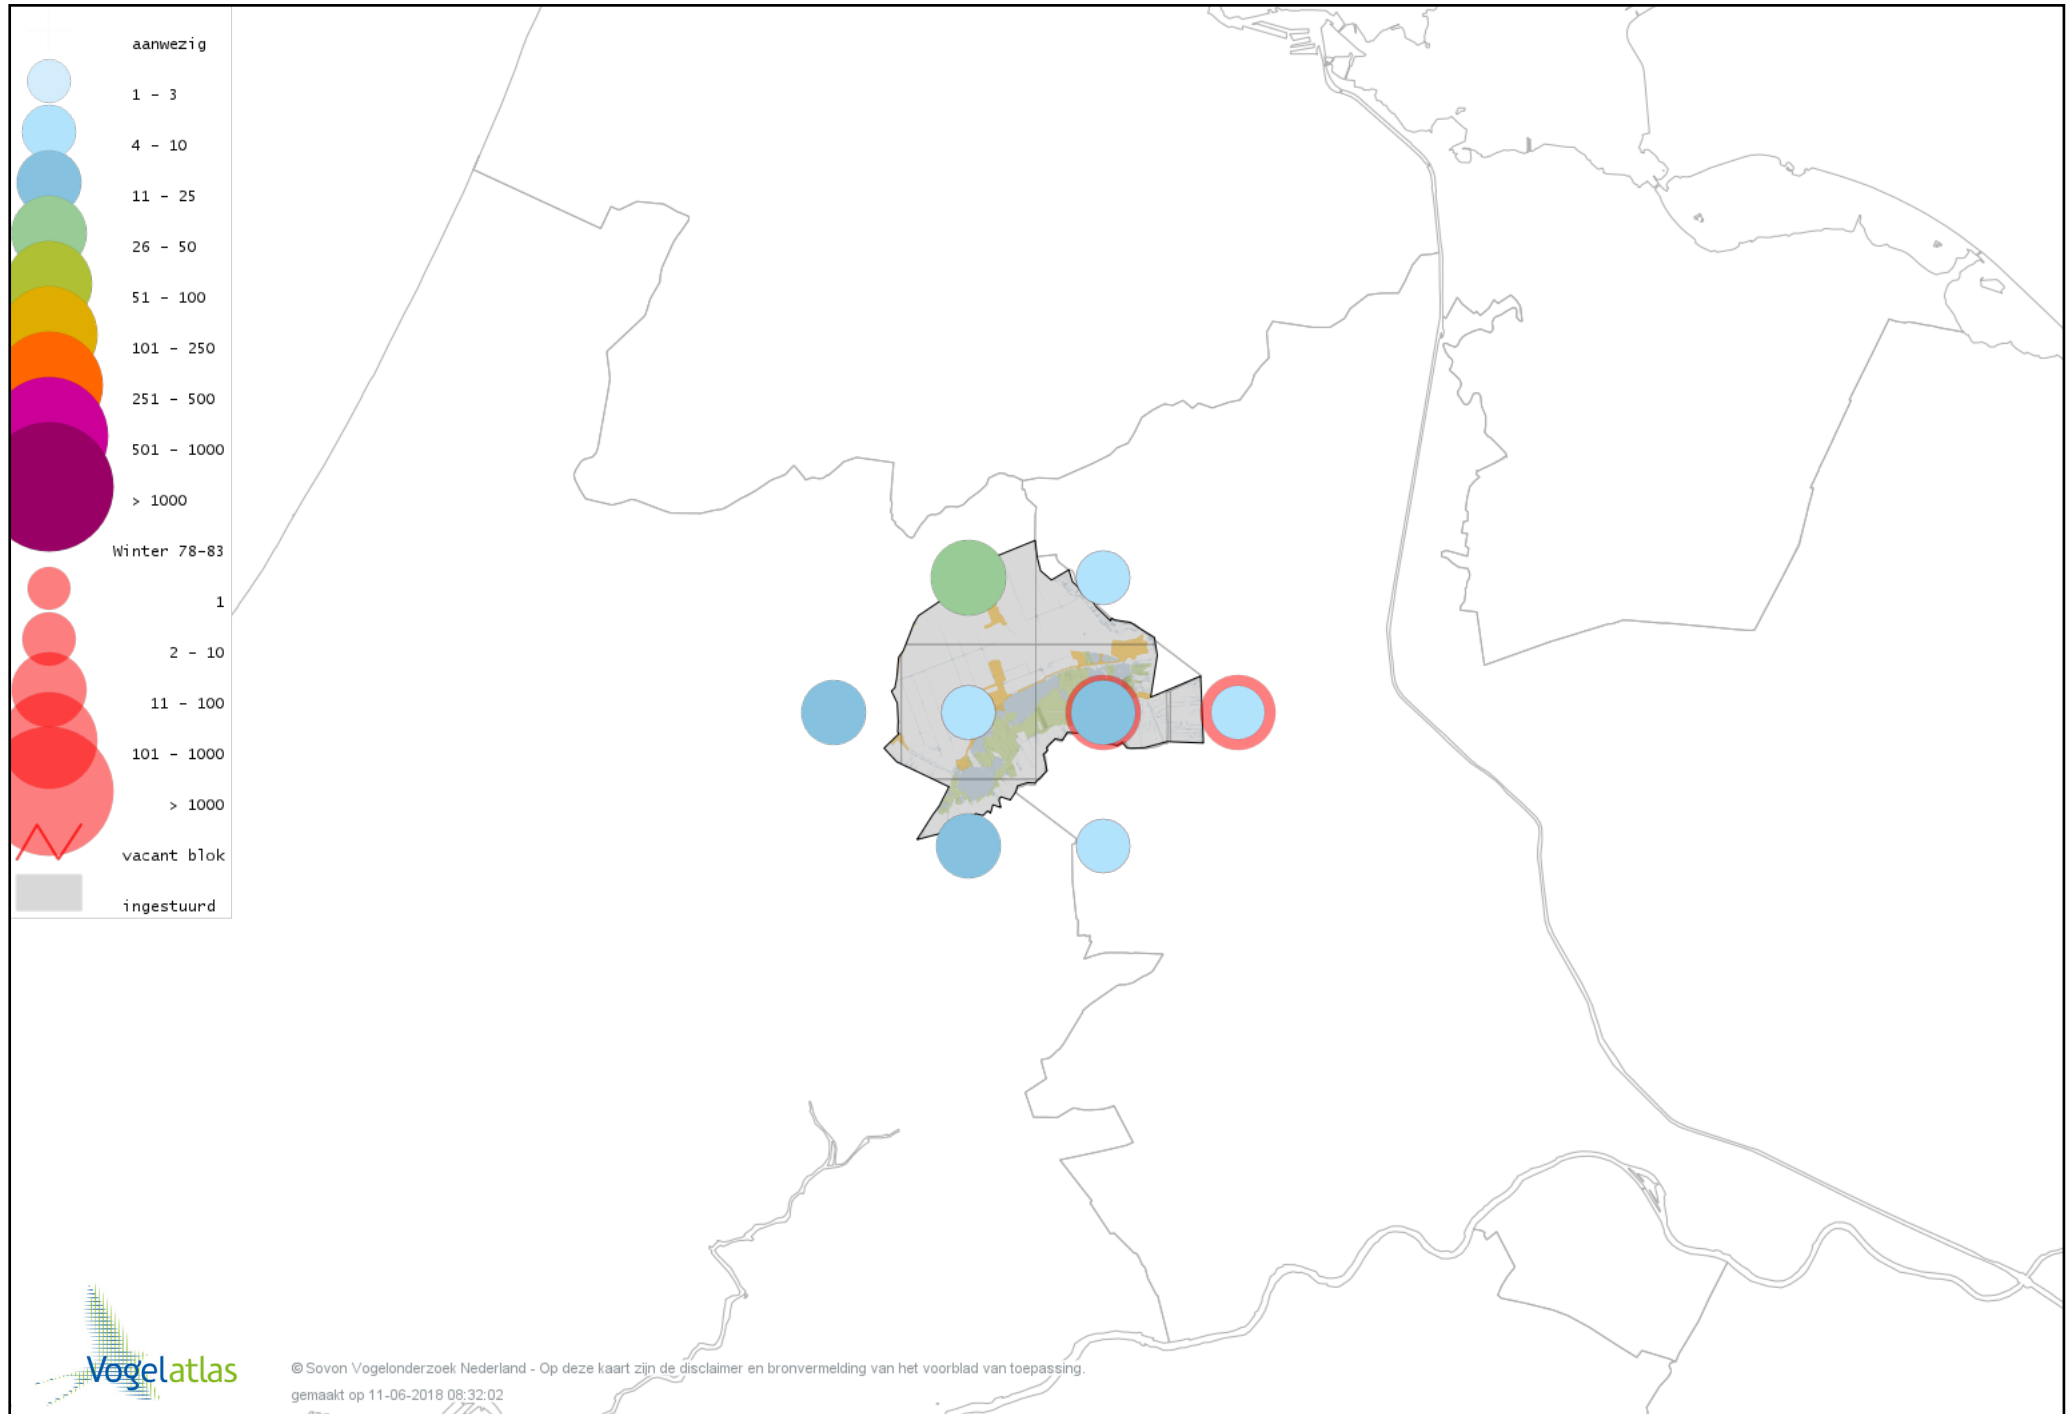 aanwezig
1 - 3
4 - 10
11 - 25
26 - 50
51 - 100
101 - 250
251 - 500
501 - 1000
> 1000
Winter 78-83
1
2 - 10
11 - 100
101 - 1000
> 1000
vacant blok
ingestuurd
Vogelatlas
© Sovon Vogelonderzoek Nederland - Op deze kaart zijn de disclaimer en bronvermelding van het voorblad van toepassing.
gemaakt op 11-06-2018 08:32:02